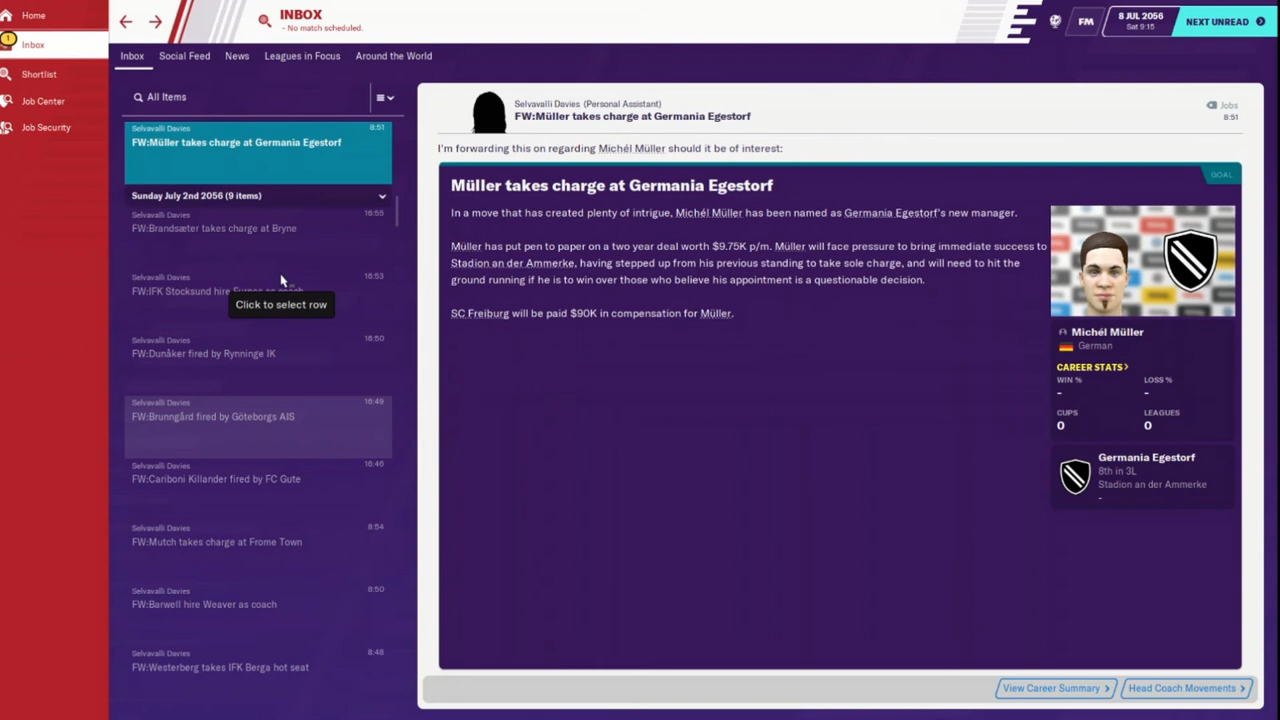 Home
Inbox
1
Shortlist
Job Center
Job Security
INBOX
- No match scheduled.
FM
8 JUL 2056
Sat 9:15
NEXT UNREAD
Inbox
Social Feed
News
Leagues in Focus
Around the World
All Items
Selvavalli Davies
8:51
FW:Müller takes charge at Germania Egestorf
Sunday July 2nd 2056 (9 items)
Selvavalli Davies
16:55
FW:Brandsæter takes charge at Bryne
Selvavalli Davies
16:53
FW:IFK Stocksund hire
Click to select row
Selvavalli Davies
16:50
FW:Dunåker fired by Rynninge IK
Selvavalli Davies
16:49
FW:Brunngård fired by Göteborgs AIS
Selvavalli Davies
16:46
FW:Cariboni Killander fired by FC Gute
Selvavalli Davies
8:54
FW:Mutch takes charge at Frome Town
Selvavalli Davies
8:50
FW:Barwell hire Weaver as coach
Selvavalli Davies
8:48
FW:Westerberg takes IFK Berga hot seat
Selvavalli Davies (Personal Assistant)
FW:Müller takes charge at Germania Egestorf
Jobs
8:51
I'm forwarding this on regarding Michél Müller should it be of interest:
Müller takes charge at Germania Egestorf
GOAL
In a move that has created plenty of intrigue, Michél Müller has been named as Germania Egestorf's new manager.
Müller has put pen to paper on a two year deal worth $9.75K p/m. Müller will face pressure to bring immediate success to
Stadion an der Ammerke, having stepped up from his previous standing to take sole charge, and will need to hit the
ground running if he is to win over those who believe his appointment is a questionable decision.
SC Freiburg will be paid $90K in compensation for Müller.
Michél Müller
German
CAREER STATS
WIN %
LOSS %
-
-
CUPS
LEAGUES
0
0
Germania Egestorf
8th in 3L
Stadion an der Ammerke
-
View Career Summary
Head Coach Movements